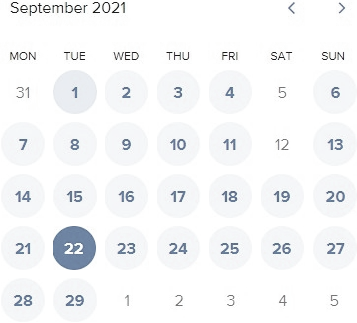 September 2021
MON TUE WED THU FRI SAT SUN
31 1 2 3 4 5 6
7 8 9 10 11 12 13
14 15 16 17 18 19 20
21 22 23 24 25 26 27
28 29 1 2 3 4 5